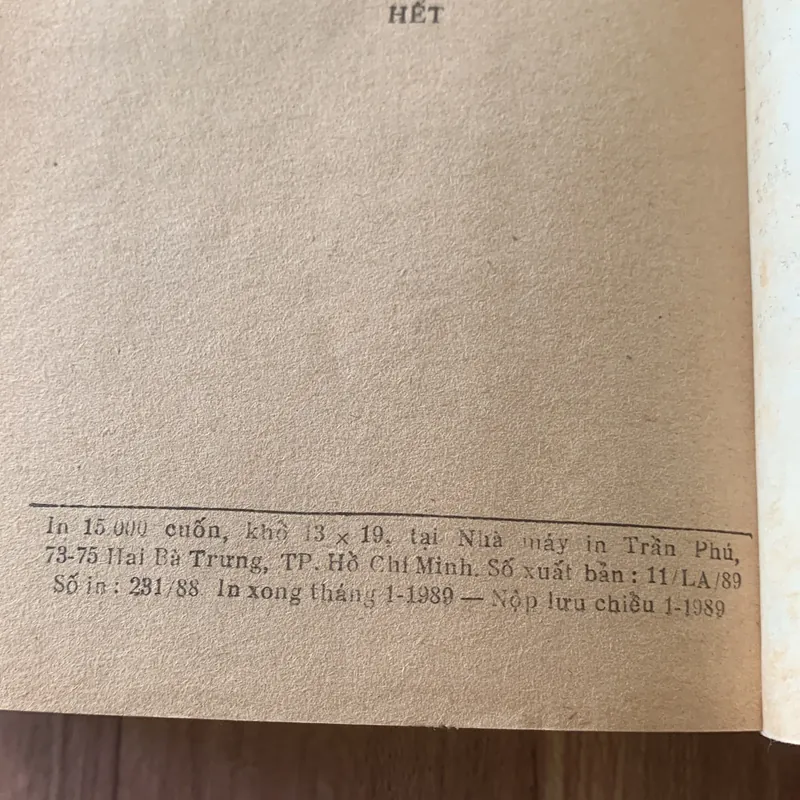 HẾT
In 15.000 cuốn, khổ 13 × 19, tại Nhà máy in Trần Phú,
73-75 Hai Bà Trưng, TP. Hồ Chí Minh. Số xuất bản : 11/LA/89
Số in : 231/88 In xong tháng 1-1989 — Nộp lưu chiều 1-1989